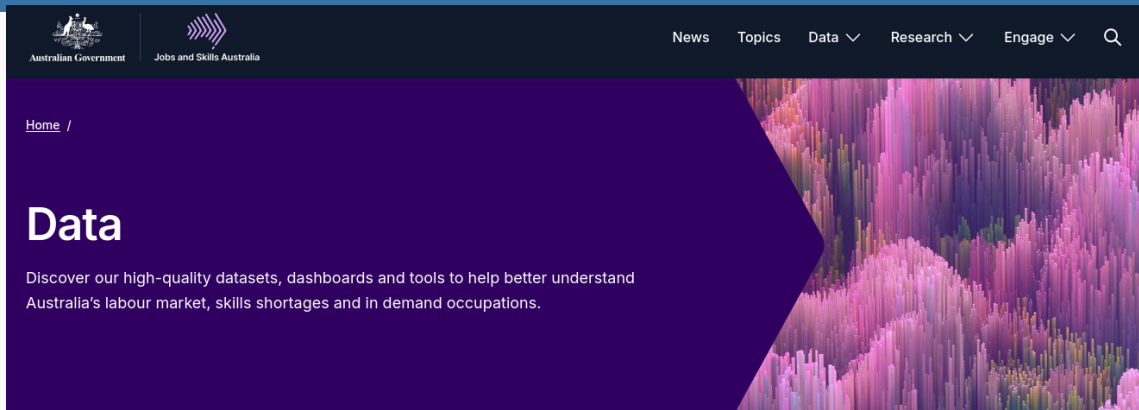 Australian Government
Jobs and Skills Australia
News Topics Data Research Engage
Home /
Data
Discover our high-quality datasets, dashboards and tools to help better understand
Australia’s labour market, skills shortages and in demand occupations.